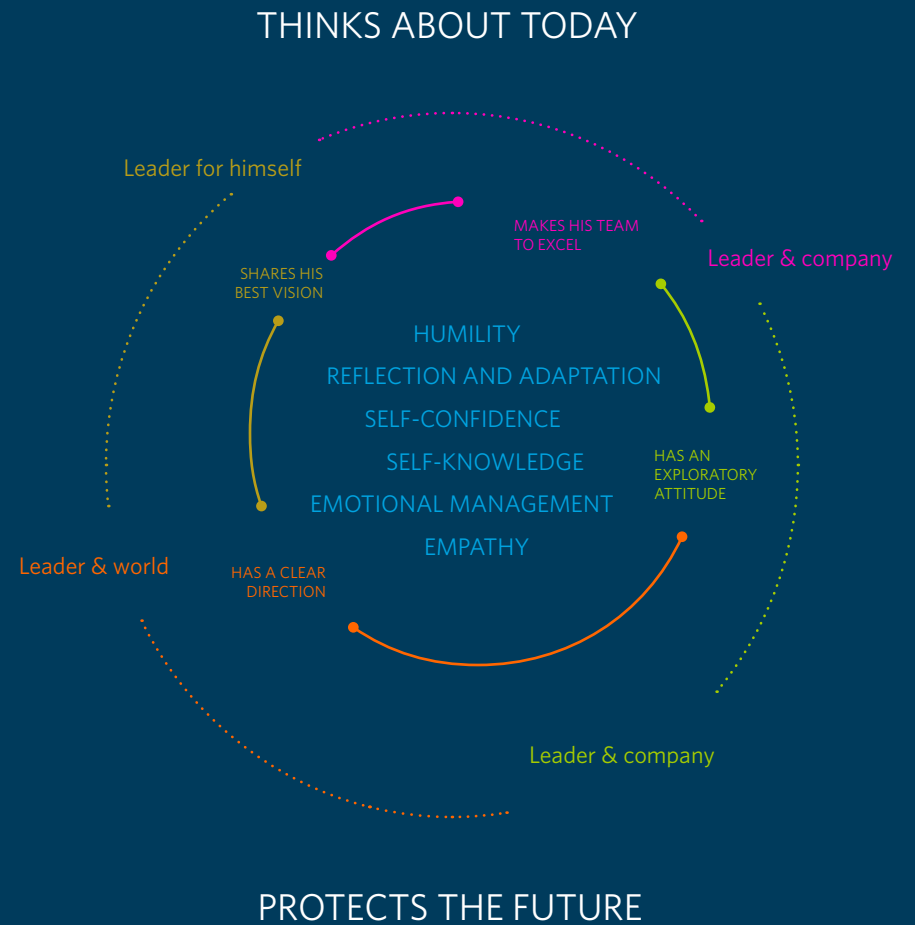 THINKS ABOUT TODAY
Leader for himself
MAKES HIS TEAM
TO EXCEL
Leader & company
SHARES HIS
BEST VISION
HUMILITY
REFLECTION AND ADAPTATION
SELF-CONFIDENCE
SELF-KNOWLEDGE
EMOTIONAL MANAGEMENT
EMPATHY
HAS AN
EXPLORATORY
ATTITUDE
Leader & world
HAS A CLEAR
DIRECTION
Leader & company
PROTECTS THE FUTURE